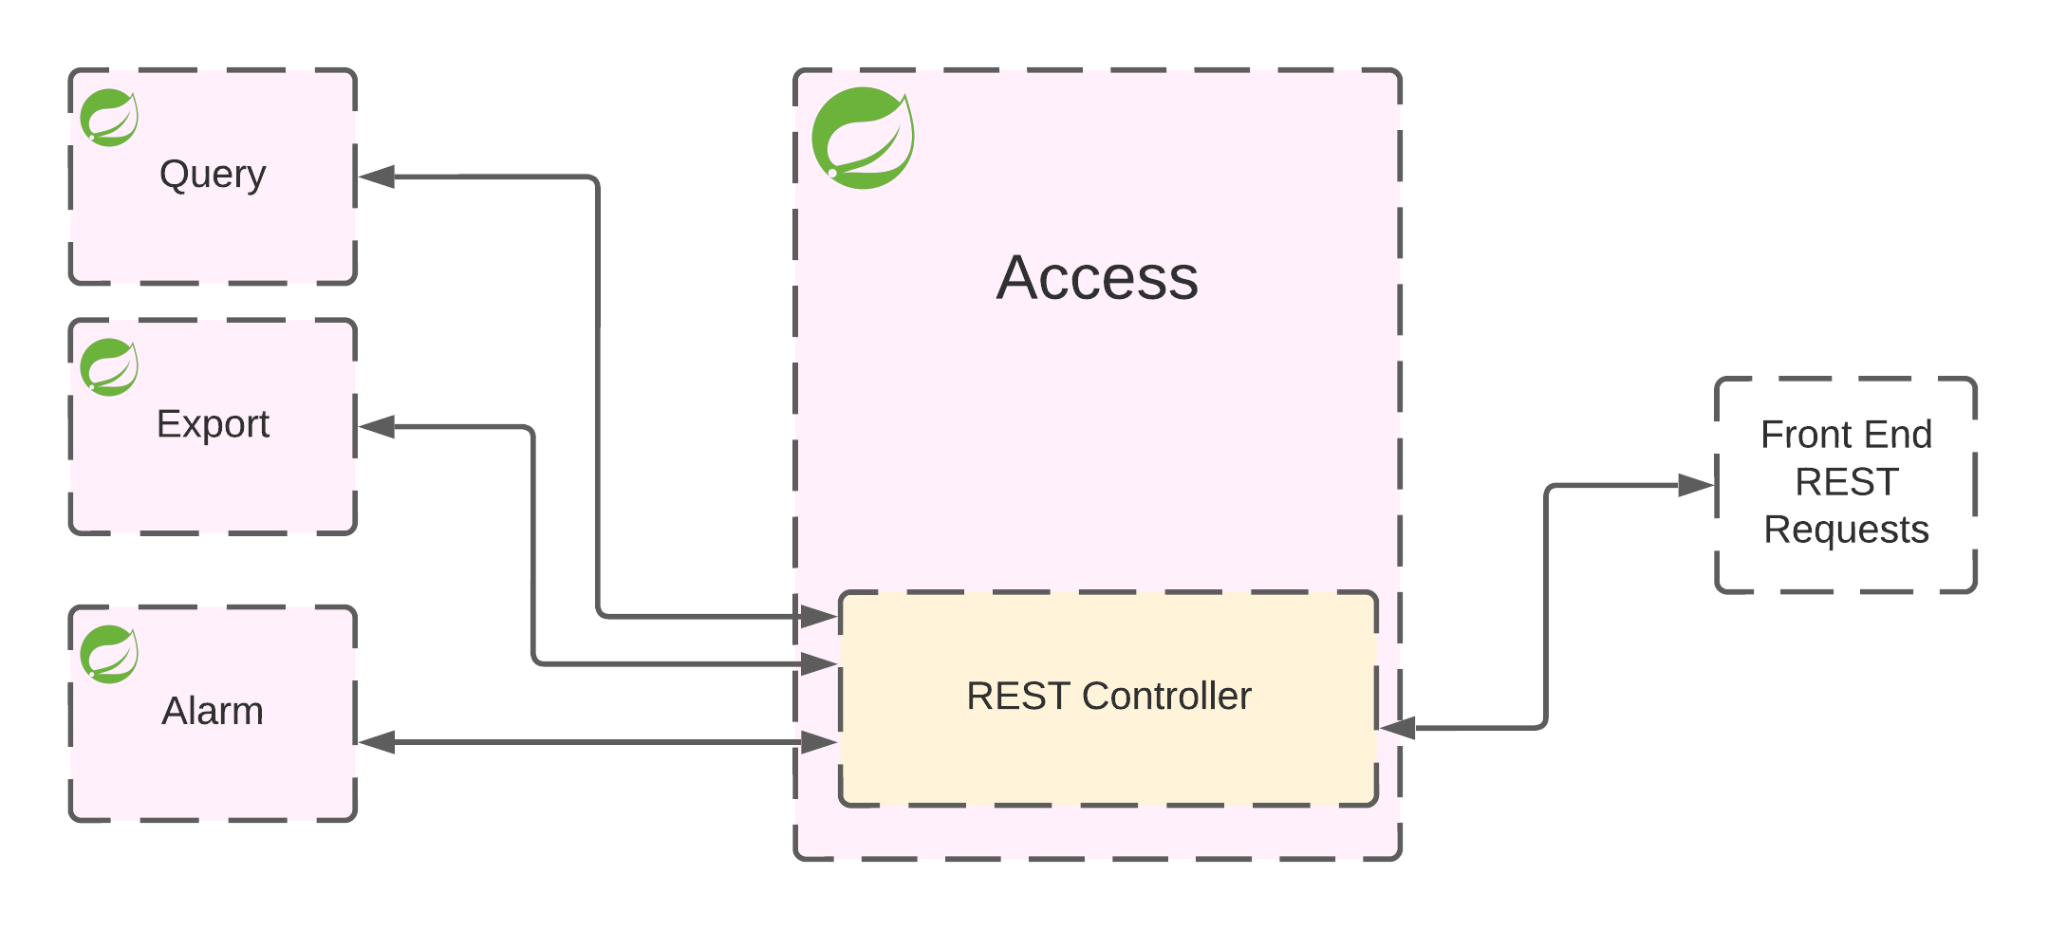 Query
Export
Alarm
Access
REST Controller
Front End
REST
Requests